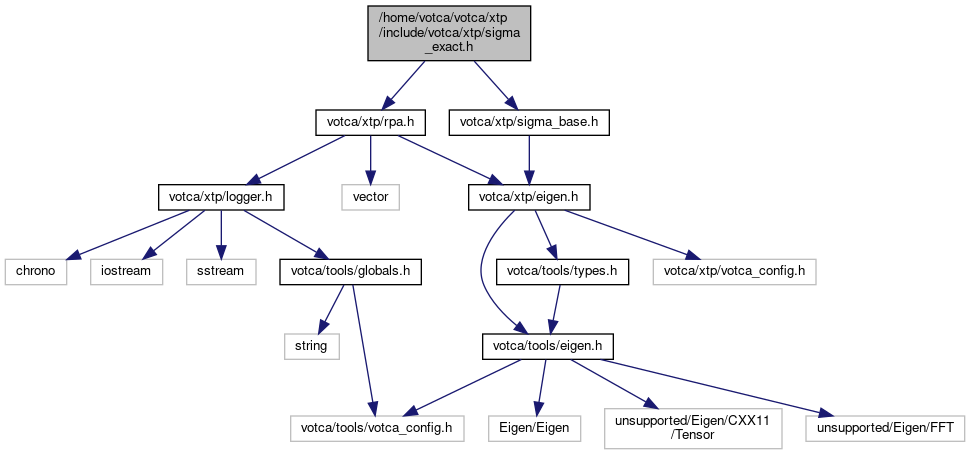 /home/votca/votca/xtp
/include/votca/xtp/sigma
_exact.h
votca/xtp/rpa.h
votca/xtp/sigma_base.h
votca/xtp/logger.h
vector
votca/xtp/eigen.h
chrono
iostream
sstream
votca/tools/globals.h
votca/tools/types.h
votca/xtp/votca_config.h
string
votca/tools/eigen.h
votca/tools/votca_config.h
Eigen/Eigen
unsupported/Eigen/CXX11
/Tensor
unsupported/Eigen/FFT